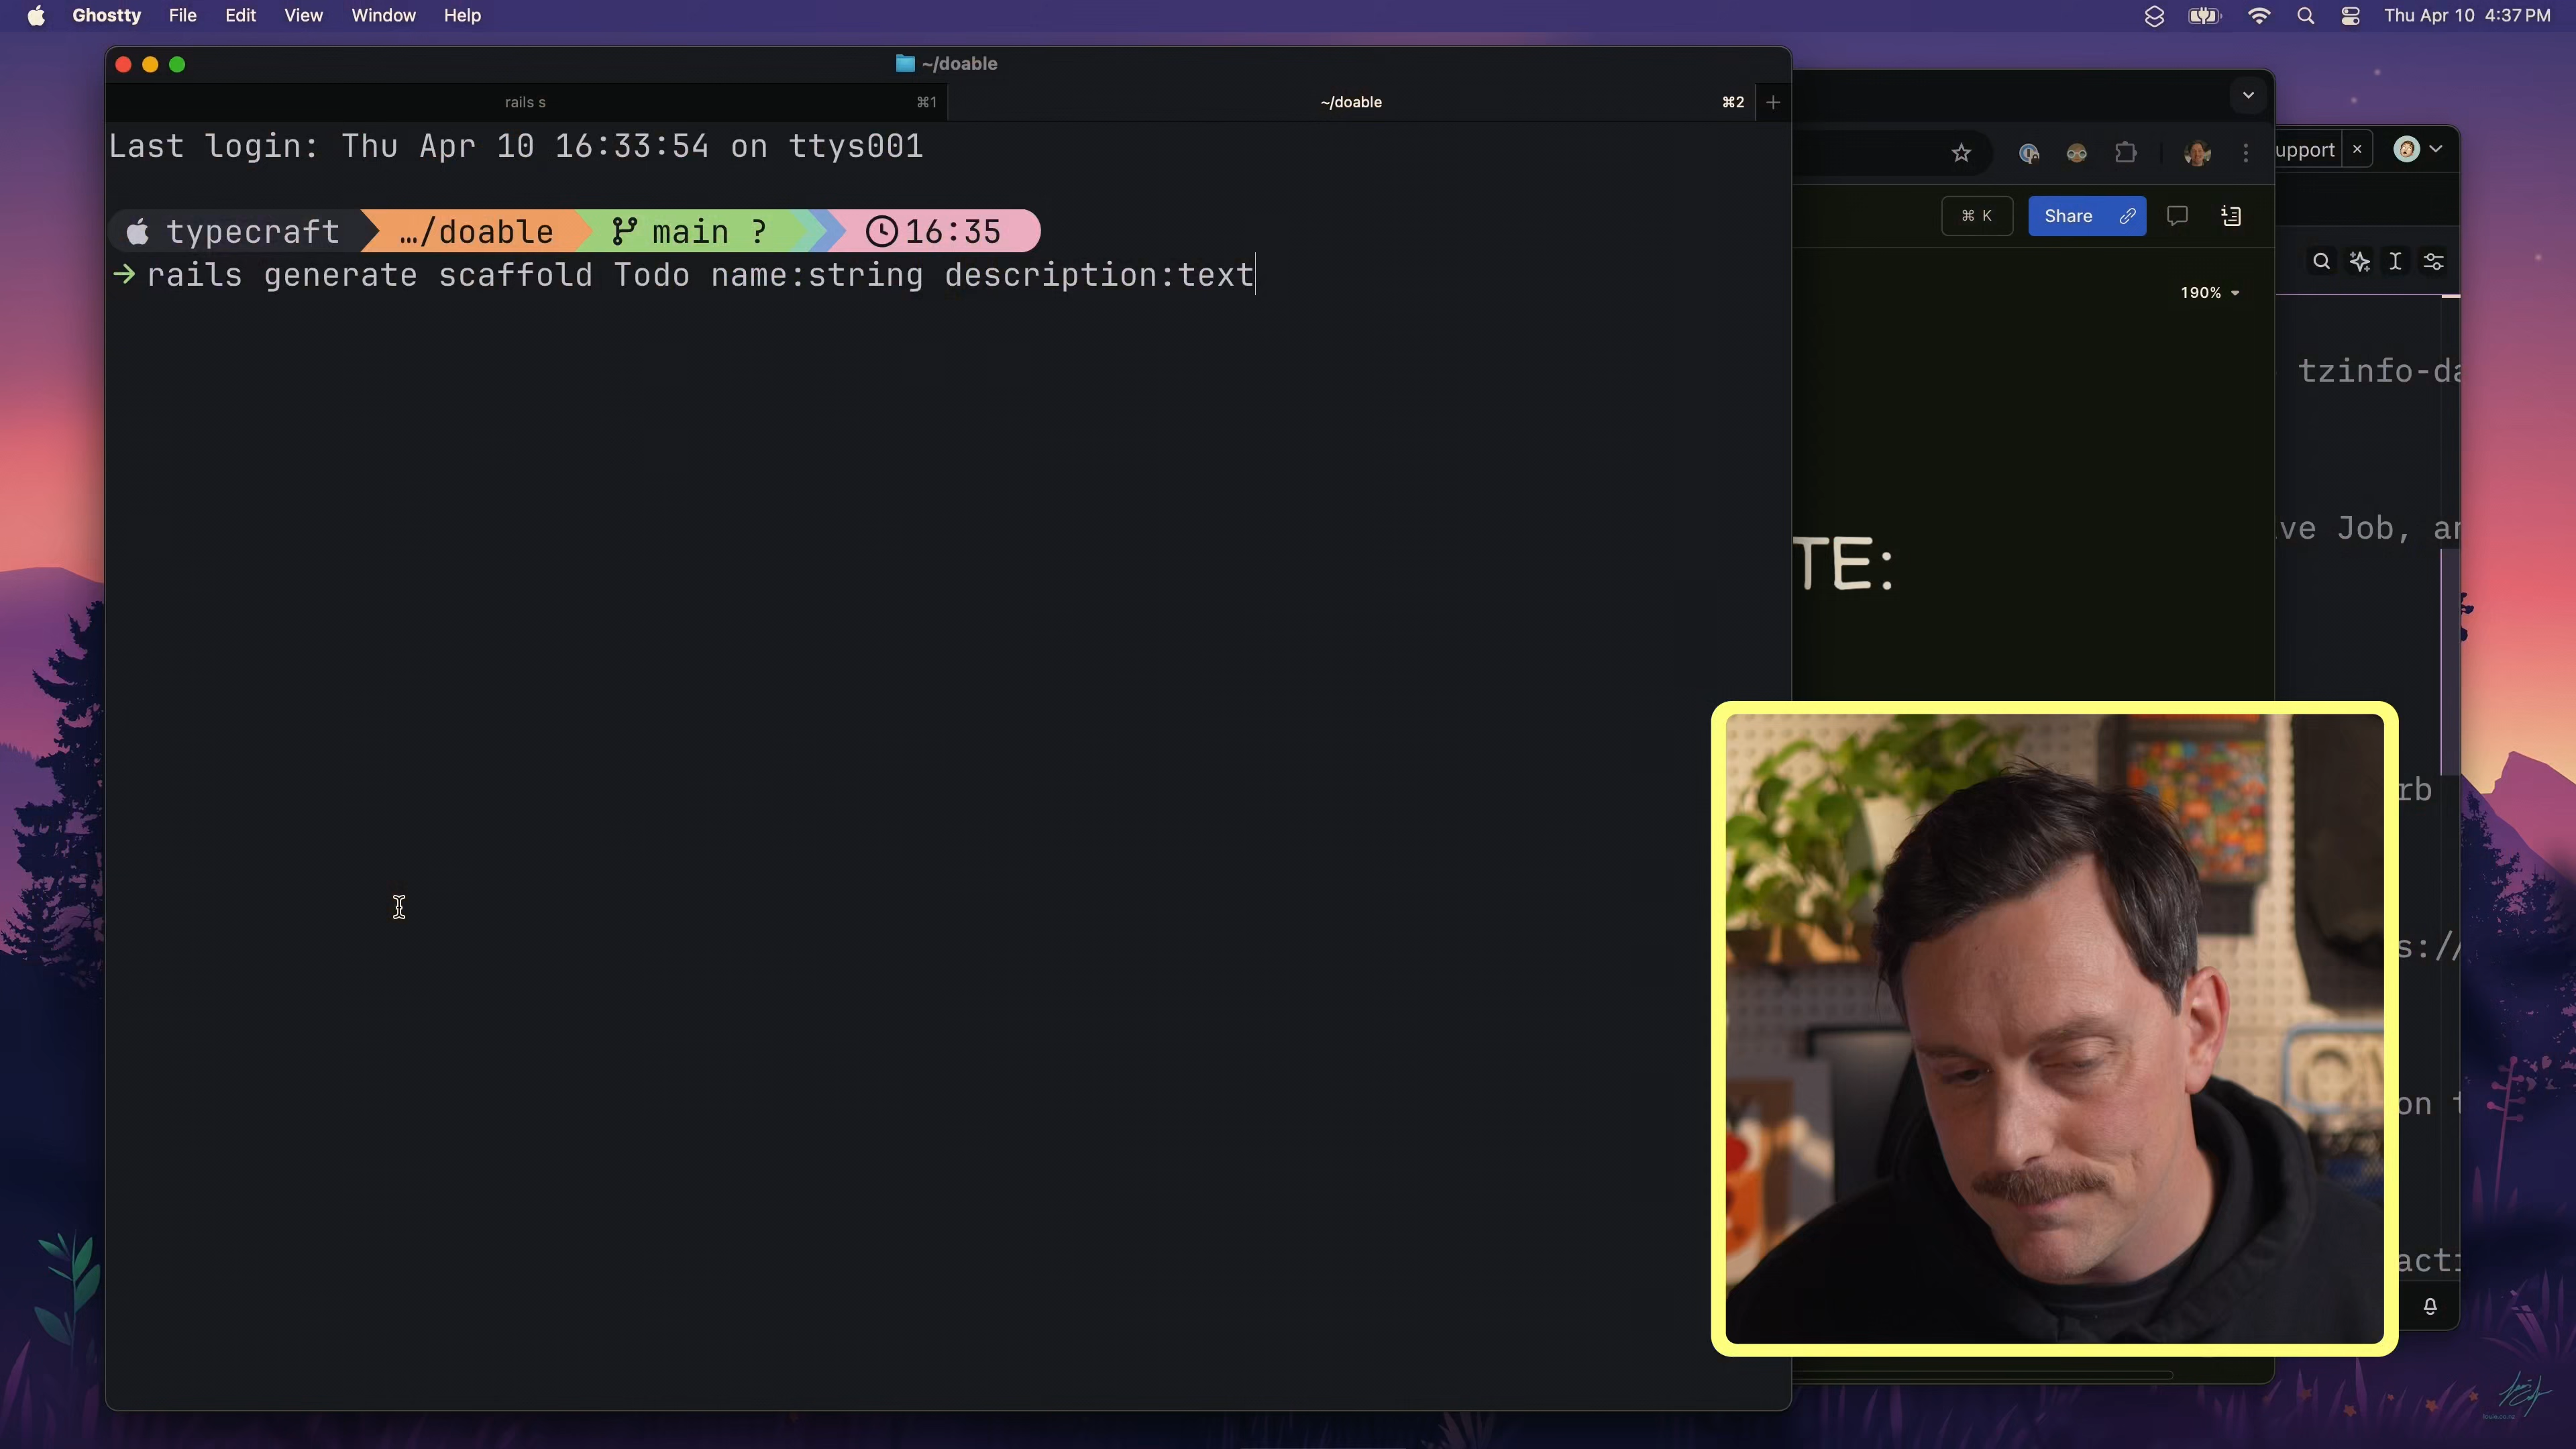 Ghostty File Edit View Window Help Thu Apr 10 4:37 PM
~/doable
rails s ⌘1 ~/doable ⌘2
Last login: Thu Apr 10 16:33:54 on ttys001
typecraft …/doable main ? 16:35
→ rails generate scaffold Todo name:string description:text
upport
⌘ K Share
190%
tzinfo-da
ve Job, an
TE:
rb
s://
on t
acti